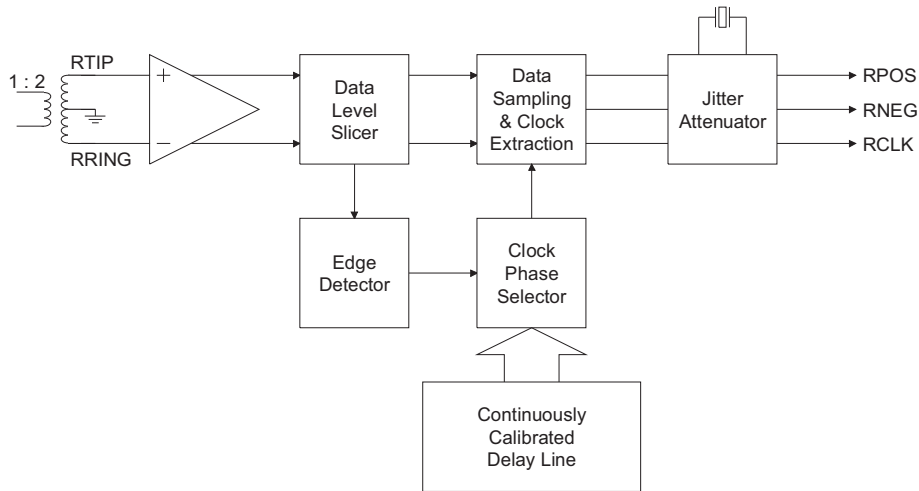 1 : 2
RTIP
RRING
+
−
Data
Level
Slicer
Data
Sampling
& Clock
Extraction
Jitter
Attenuator
RPOS
RNEG
RCLK
Edge
Detector
Clock
Phase
Selector
Continuously
Calibrated
Delay Line